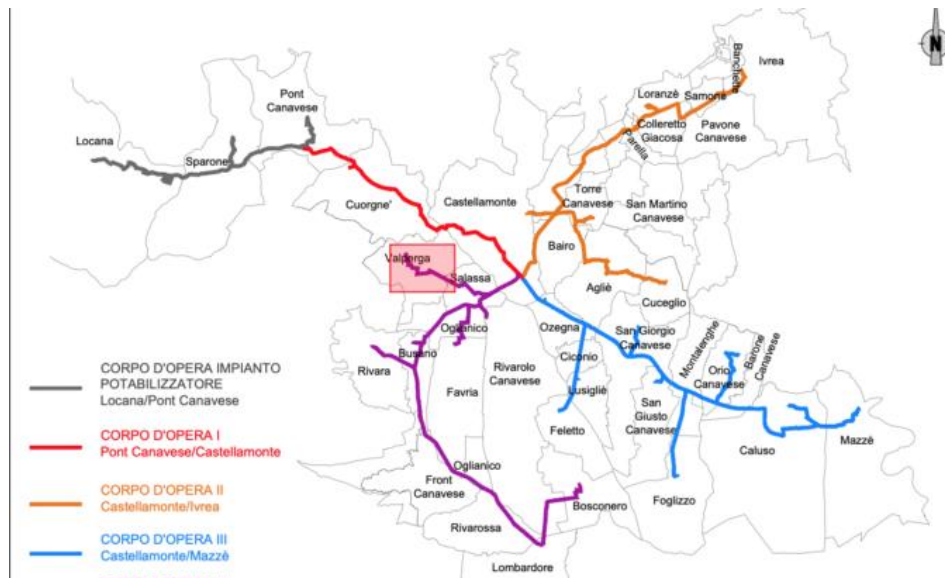 N
Banchette
Ivrea
Pont
Canavese
Loranzè
Samone
Locana
Colleretto
Giacosa
Pavone
Canavese
Sparone
Parella
Torre
Canavese
Cuorgne'
Castellamonte
San Martino
Canavese
Bairo
Valperga
Salassa
Agliè
Cuceglio
Oglianico
Ozegna
San Giorgio
Canavese
Montalenghe
Barone
Canavese
Busano
Ciconio
Rivara
Rivarolo
Canavese
Orio
Canavese
Favria
Lusigliè
San
Giusto
Canavese
Feletto
Caluso
Mazzè
Oglianico
Front
Canavese
Foglizzo
Bosconero
Rivarossa
Lombardore
CORPO D'OPERA IMPIANTO
POTABILIZZATORE
Locana/Pont Canavese
CORPO D'OPERA I
Pont Canavese/Castellamonte
CORPO D'OPERA II
Castellamonte/Ivrea
CORPO D'OPERA III
Castellamonte/Mazzè